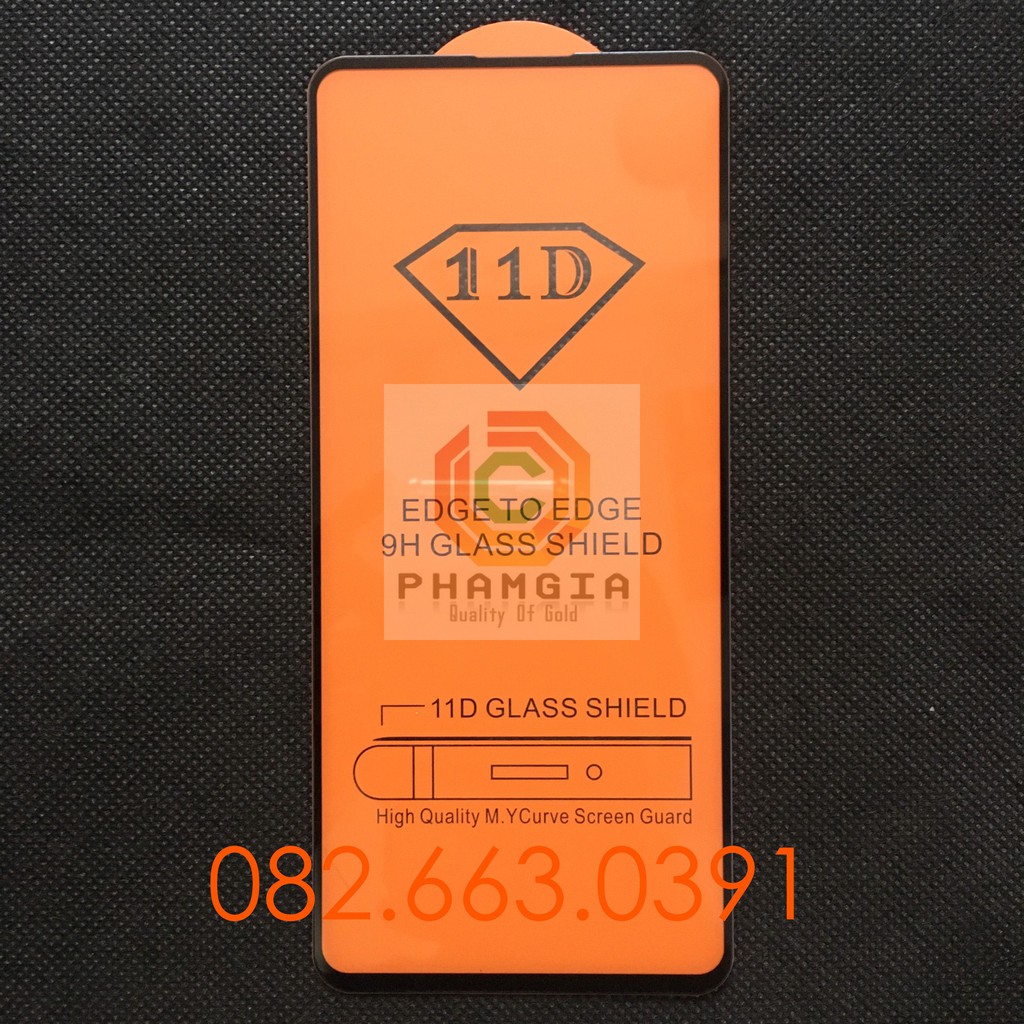 11D
EDGE TO EDGE
9H GLASS SHIELD
PHAMGIA
Quality Of Gold
11D GLASS SHIELD
High Quality M.YCurve Screen Guard
082.663.0391